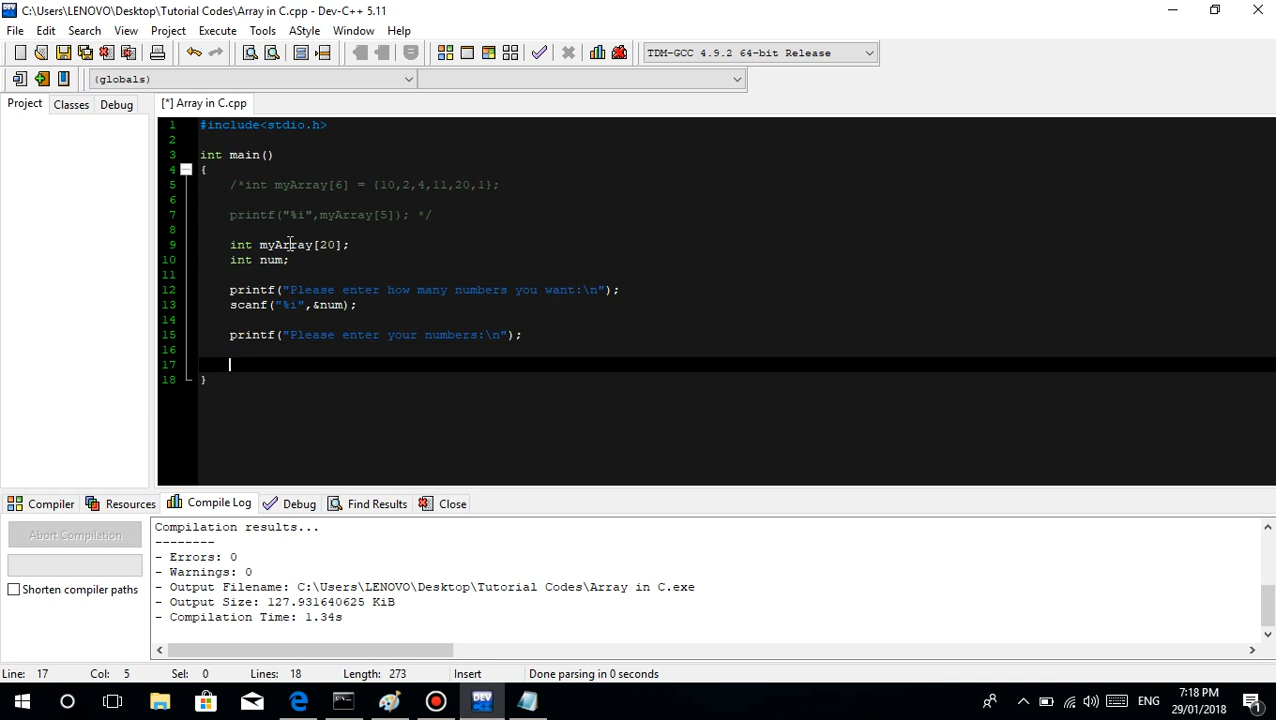 C:\Users\LENOVO\Desktop\Tutorial Codes\Array in C.cpp - Dev-C++ 5.11
File Edit Search View Project Execute Tools AStyle Window Help
TDM-GCC 4.9.2 64-bit Release
(globals)
Project Classes Debug [*] Array in C.cpp
1 #include<stdio.h>
2
3 int main()
4 {
5 /*int myArray[6] = {10,2,4,11,20,1};
6
7 printf("%i",myArray[5]); */
8
9 int myArray[20];
10 int num;
11
12 printf("Please enter how many numbers you want:\n");
13 scanf("%i",&num);
14
15 printf("Please enter your numbers:\n");
16
17
18 }
Compiler Resources Compile Log Debug Find Results Close
Abort Compilation
Shorten compiler paths
Compilation results...
--------
- Errors: 0
- Warnings: 0
- Output Filename: C:\Users\LENOVO\Desktop\Tutorial Codes\Array in C.exe
- Output Size: 127.931640625 KiB
- Compilation Time: 1.34s
Line: 17 Col: 5 Sel: 0 Lines: 18 Length: 273 Insert Done parsing in 0 seconds
DEV
ENG
7:18 PM
29/01/2018
1